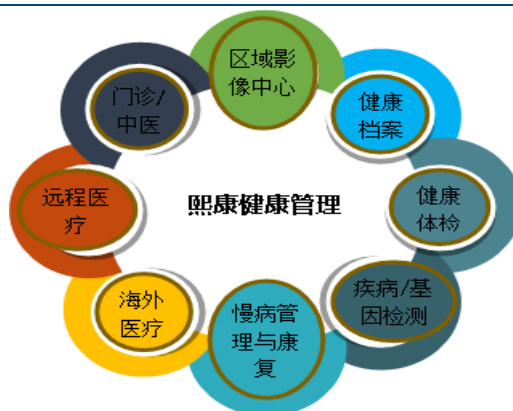 区域影
像中心
健康
档案
健康
体检
疾病/基
因检测
慢病管
理与康
复
海外
医疗
远程医
疗
门诊/
中医
熙康健康管理